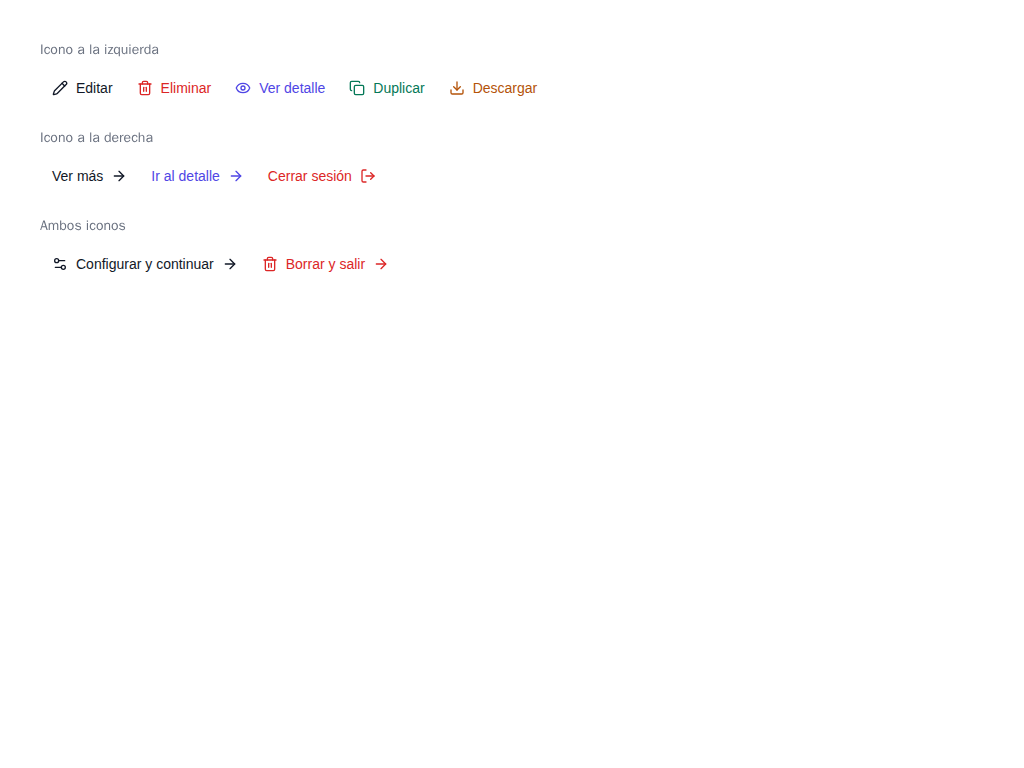 Icono a la izquierda
Editar Eliminar Ver detalle Duplicar Descargar
Icono a la derecha
Ver más Ir al detalle Cerrar sesión
Ambos iconos
Configurar y continuar Borrar y salir